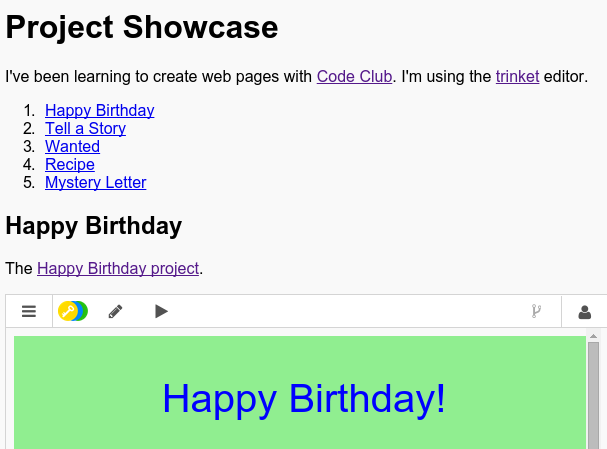 Project Showcase
I've been learning to create web pages with Code Club. I'm using the trinket editor.
1. Happy Birthday
2. Tell a Story
3. Wanted
4. Recipe
5. Mystery Letter
Happy Birthday
The Happy Birthday project.
Happy Birthday!